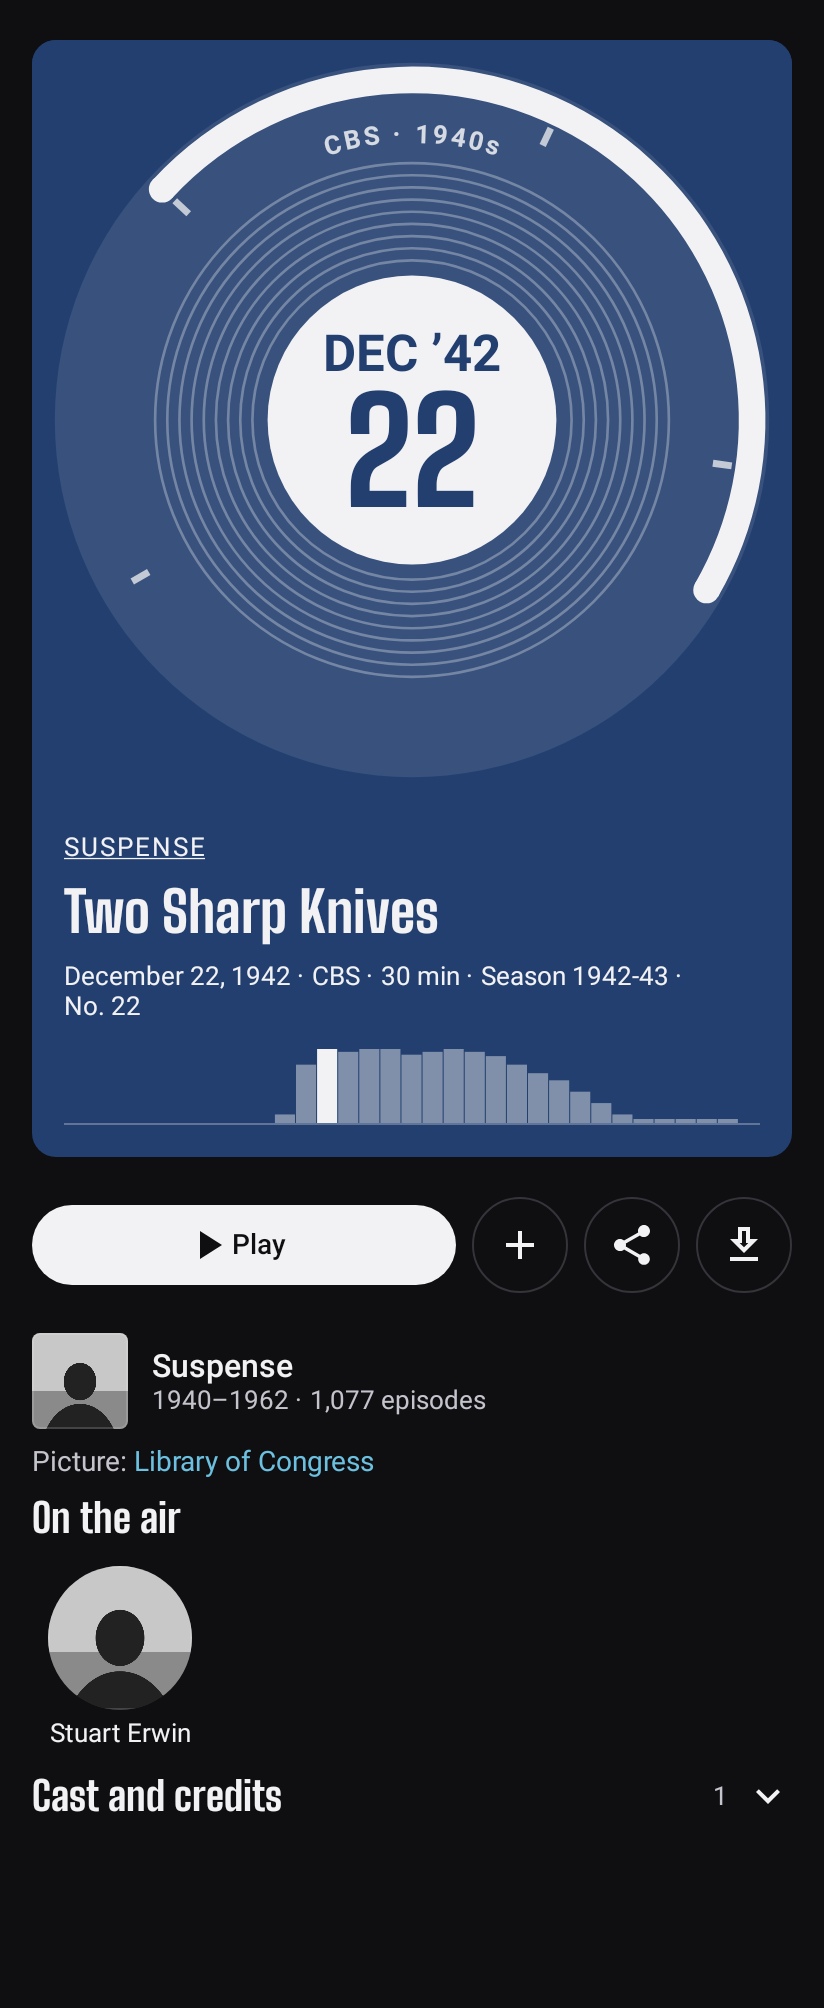 CBS · 1940s
DEC ’42
22
SUSPENSE
Two Sharp Knives
December 22, 1942 · CBS · 30 min · Season 1942-43 ·
No. 22
Play
Suspense
1940–1962 · 1,077 episodes
Picture: Library of Congress
On the air
Stuart Erwin
Cast and credits
1